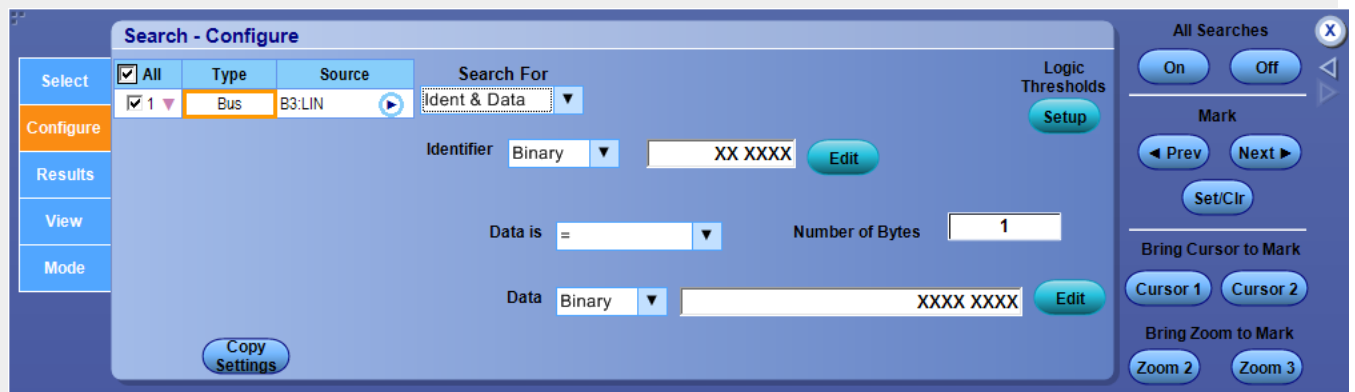 Search - Configure
Select
Configure
Results
View
Mode
All Type Source
1 Bus B3:LIN
Search For
Ident & Data
Logic
Thresholds
Setup
Identifier Binary XX XXXX Edit
Data is = Number of Bytes 1
Data Binary XXXX XXXX Edit
Copy
Settings
All Searches
X
On Off
Mark
Prev Next
Set/Clr
Bring Cursor to Mark
Cursor 1 Cursor 2
Bring Zoom to Mark
Zoom 2 Zoom 3